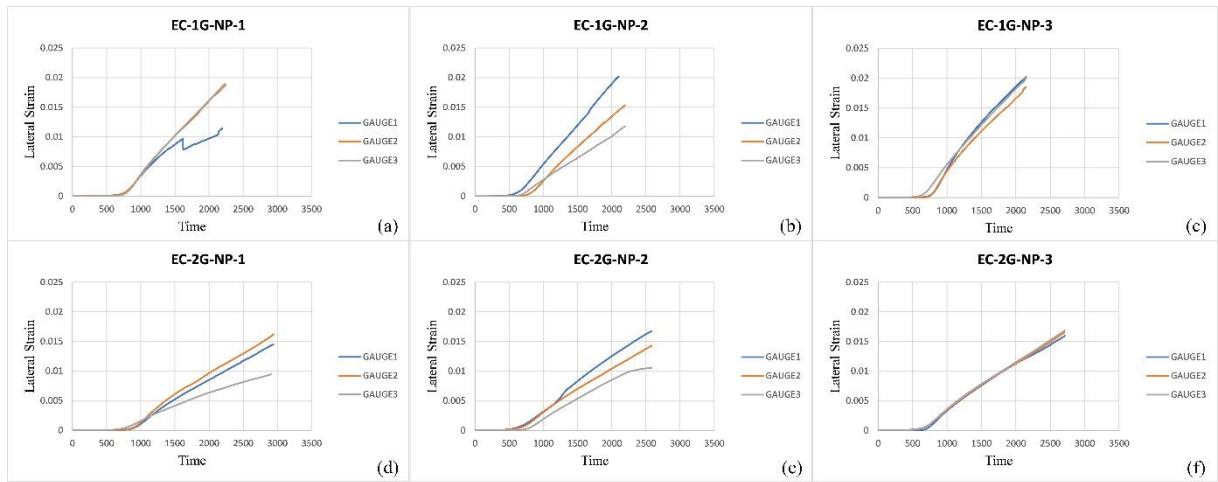 EC-1G-NP-1
0.025
0.02
0.015
0.01
0.005
0
Lateral Strain
0 500 1000 1500 2000 2500 3000 3500
Time
GAUGE1
GAUGE2
GAUGE3
(a)
EC-1G-NP-2
0.025
0.02
0.015
0.01
0.005
0
Lateral Strain
0 500 1000 1500 2000 2500 3000 3500
Time
GAUGE1
GAUGE2
GAUGE3
(b)
EC-1G-NP-3
0.025
0.02
0.015
0.01
0.005
0
Lateral Strain
0 500 1000 1500 2000 2500 3000 3500
Time
GAUGE1
GAUGE2
GAUGE3
(c)
EC-2G-NP-1
0.025
0.02
0.015
0.01
0.005
0
Lateral Strain
0 500 1000 1500 2000 2500 3000 3500
Time
GAUGE1
GAUGE2
GAUGE3
(d)
EC-2G-NP-2
0.025
0.02
0.015
0.01
0.005
0
Lateral Strain
0 500 1000 1500 2000 2500 3000 3500
Time
GAUGE1
GAUGE2
GAUGE3
(e)
EC-2G-NP-3
0.025
0.02
0.015
0.01
0.005
0
Lateral Strain
0 500 1000 1500 2000 2500 3000 3500
Time
GAUGE1
GAUGE2
GAUGE3
(f)